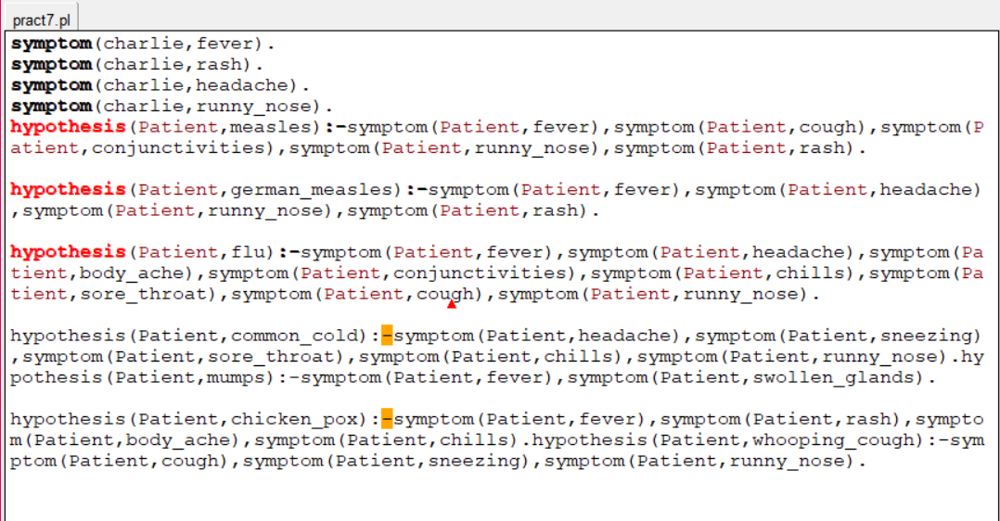 pract7.pl
symptom(charlie,fever).
symptom(charlie,rash).
symptom(charlie,headache).
symptom(charlie,runny_nose).
hypothesis(Patient,measles):-symptom(Patient,fever),symptom(Patient,cough),symptom(P
atient,conjunctivities),symptom(Patient,runny_nose),symptom(Patient,rash).
hypothesis(Patient,german_measles):-symptom(Patient,fever),symptom(Patient,headache)
,symptom(Patient,runny_nose),symptom(Patient,rash).
hypothesis(Patient,flu):-symptom(Patient,fever),symptom(Patient,headache),symptom(Pa
tient,body_ache),symptom(Patient,conjunctivities),symptom(Patient,chills),symptom(Pa
tient,sore_throat),symptom(Patient,cough),symptom(Patient,runny_nose).
hypothesis(Patient,common_cold):-symptom(Patient,headache),symptom(Patient,sneezing)
,symptom(Patient,sore_throat),symptom(Patient,chills),symptom(Patient,runny_nose).hy
pothesis(Patient,mumps):-symptom(Patient,fever),symptom(Patient,swollen_glands).
hypothesis(Patient,chicken_pox):-symptom(Patient,fever),symptom(Patient,rash),sympto
m(Patient,body_ache),symptom(Patient,chills).hypothesis(Patient,whooping_cough):-sym
ptom(Patient,cough),symptom(Patient,sneezing),symptom(Patient,runny_nose).